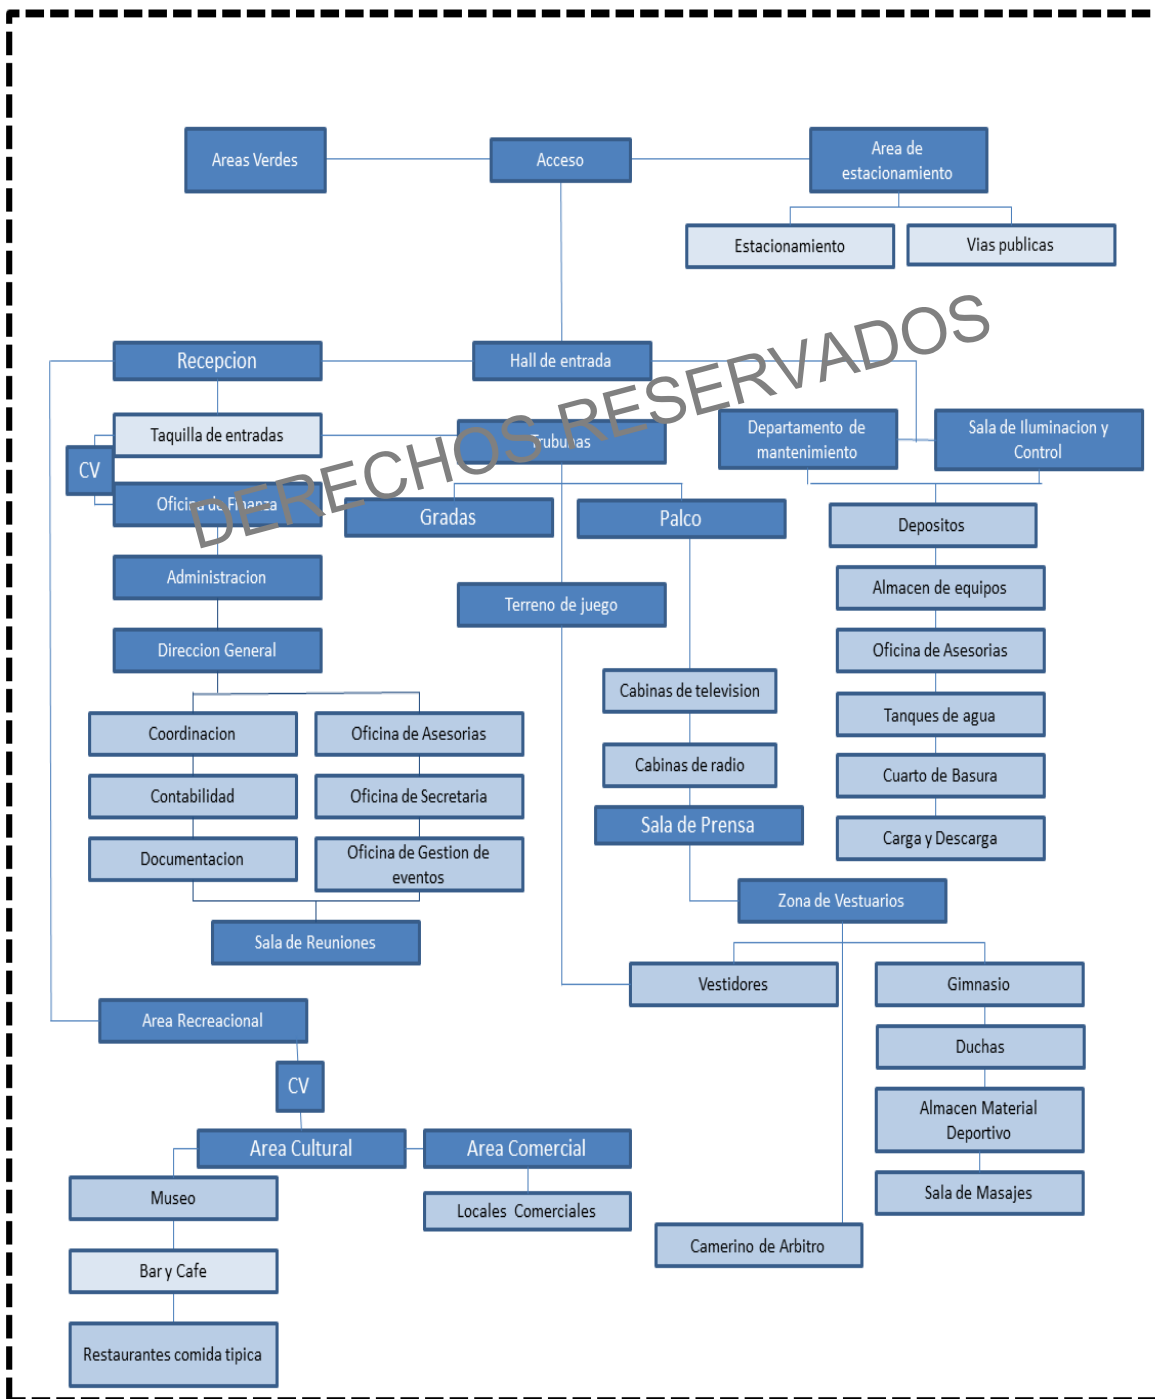 Areas Verdes
Acceso
Area de
estacionamiento
Estacionamiento
Vias publicas
Recepcion
Hall de entrada
DERECHOS RESERVADOS
Taquilla de entradas
CV
Trubunas
Departamento de
mantenimiento
Sala de Iluminacion y
Control
Oficina de Finanza
Gradas
Palco
Depositos
Administracion
Terreno de juego
Almacen de equipos
Direccion General
Oficina de Asesorias
Cabinas de television
Tanques de agua
Coordinacion
Oficina de Asesorias
Cabinas de radio
Cuarto de Basura
Contabilidad
Oficina de Secretaria
Sala de Prensa
Carga y Descarga
Documentacion
Oficina de Gestion de
eventos
Zona de Vestuarios
Sala de Reuniones
Vestidores
Gimnasio
Area Recreacional
Duchas
CV
Almacen Material
Deportivo
Area Cultural
Area Comercial
Museo
Locales Comerciales
Sala de Masajes
Camerino de Arbitro
Bar y Cafe
Restaurantes comida tipica